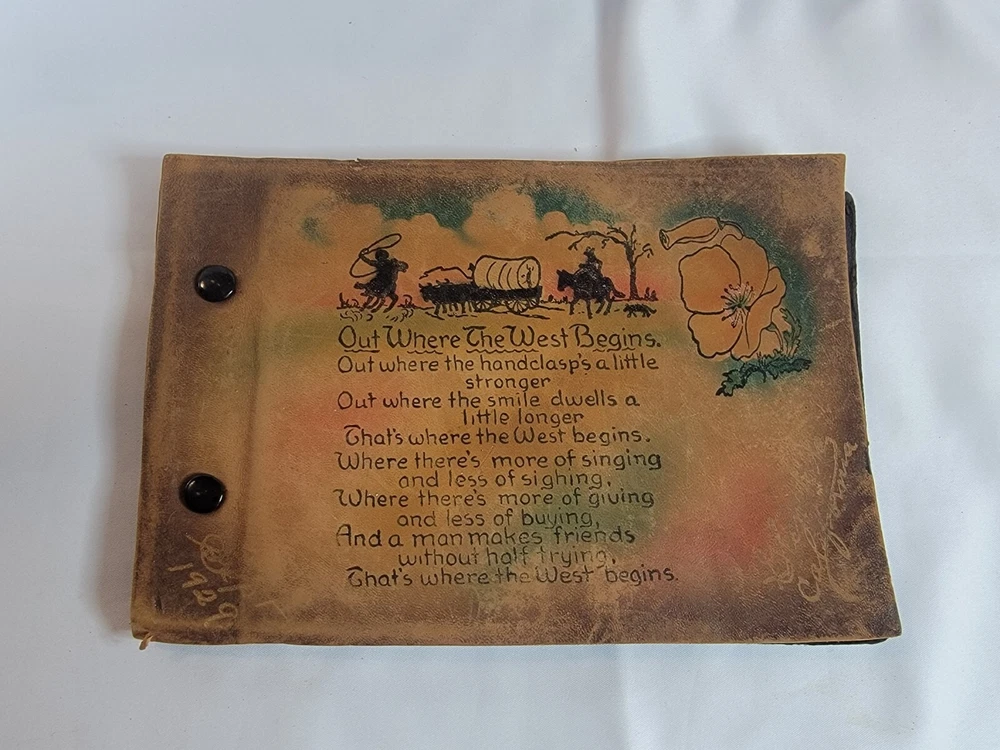 Out Where The West Begins.
Out where the handclasp's a little
stronger
Out where the smile dwells a
little longer
That's where the West begins.
Where there's more of singing
and less of sighing,
Where there's more of giving
and less of buying,
And a man makes friends
without half trying,
That's where the West begins.
California